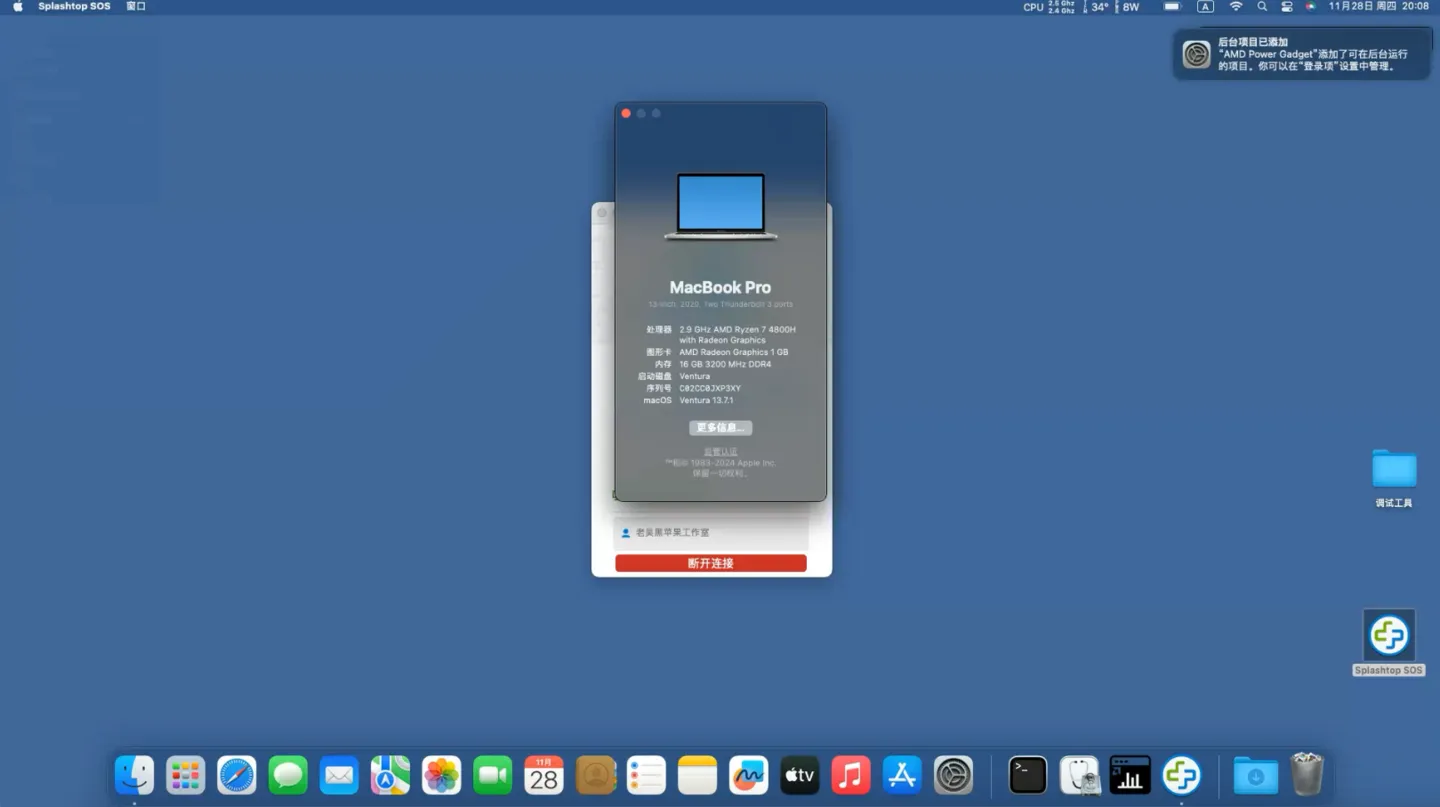 Splashtop SOS 窗口
CPU 2.5 Ghz 2.4 Ghz 34° 8W A 11月28日 周四 20:08
后台项目已添加
“AMD Power Gadget”添加了可在后台运行
的项目。你可以在“登录项”设置中管理。
MacBook Pro
13-inch, 2020, Two Thunderbolt 3 ports
处理器 2.9 GHz AMD Ryzen 7 4800H
with Radeon Graphics
图形卡 AMD Radeon Graphics 1 GB
内存 16 GB 3200 MHz DDR4
启动磁盘 Ventura
序列号 C02CC0JXP3XY
macOS Ventura 13.7.1
更多信息...
监管认证
™和© 1983-2024 Apple Inc.
保留一切权利。
老吴黑苹果工作室
断开连接
调试工具
Splashtop SOS
11月
28
tv